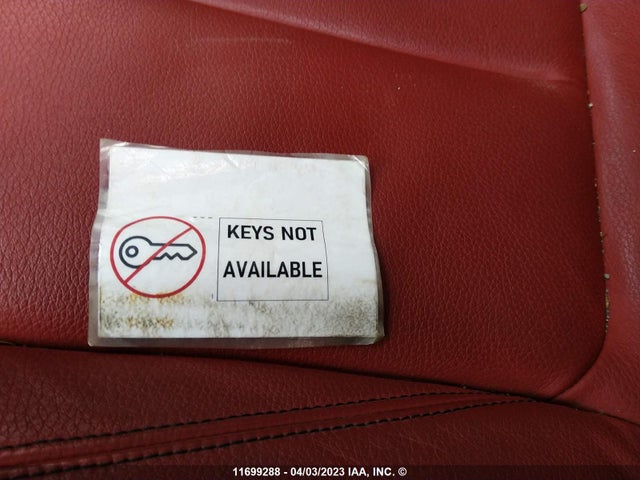 KEYS NOT
AVAILABLE
11699288 - 04/03/2023 IAA, INC. ©